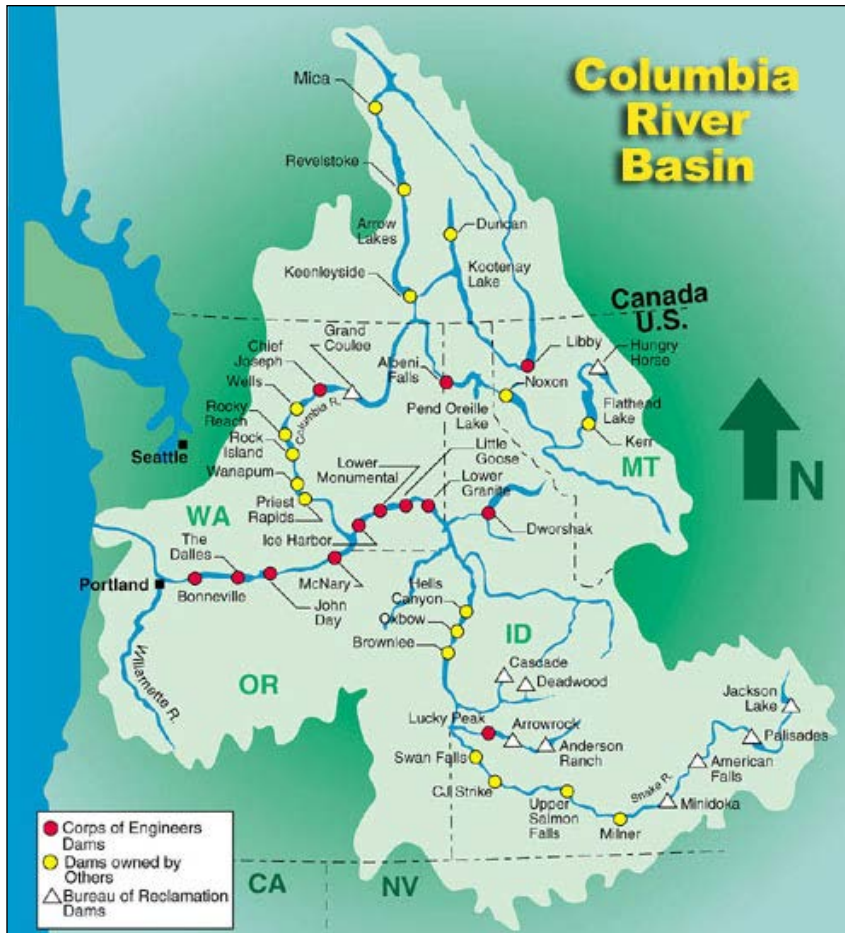 Columbia
River
Basin
Mica
Revelstoke
Arrow
Lakes
Duncan
Kootenay
Lake
Keenleyside
Canada
U.S.
Grand
Coulee
Chief
Joseph
Libby
Hungry
Horse
Albeni
Falls
Wells
Noxon
Columbia R.
Pend Oreille
Lake
Flathead
Lake
Rocky
Reach
Kerr
Seattle
Rock
Island
Little
Goose
Wanapum
Lower
Monumental
Lower
Granite
MT
N
Priest
Rapids
WA
Ice Harbor
Dworshak
The
Dalles
Portland
Bonneville
McNary
John
Day
Hells
Canyon
Oxbow
Brownlee
ID
Willamette R.
OR
Cascade
Deadwood
Jackson
Lake
Lucky Peak
Arrowrock
Anderson
Ranch
Palisades
Swan Falls
American
Falls
CJ Strike
Snake R.
Upper
Salmon
Falls
Minidoka
Milner
Corps of Engineers
Dams
Dams owned by
Others
Bureau of Reclamation
Dams
CA
NV